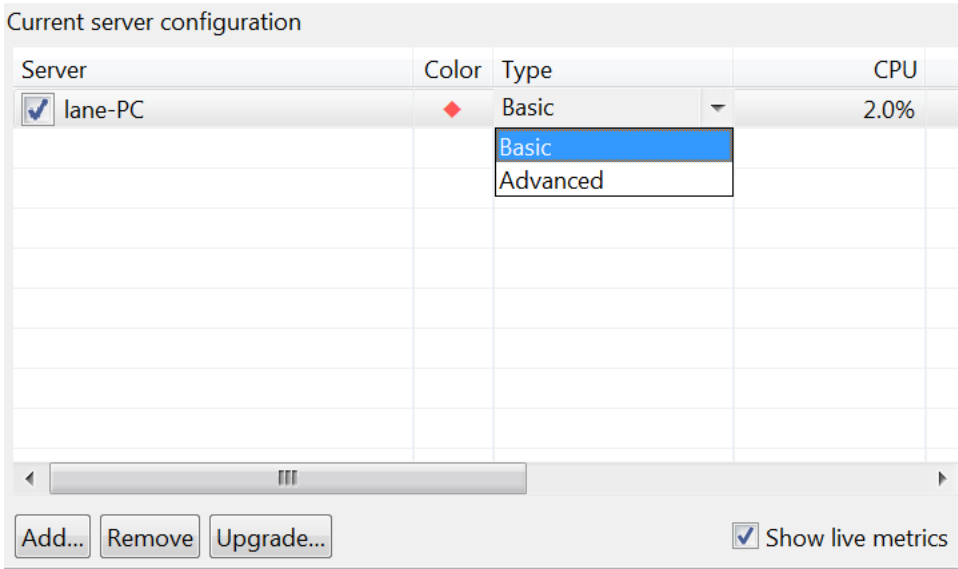 Current server configuration
Server Color Type CPU
lane-PC Basic 2.0%
Basic
Advanced
Add... Remove Upgrade... Show live metrics